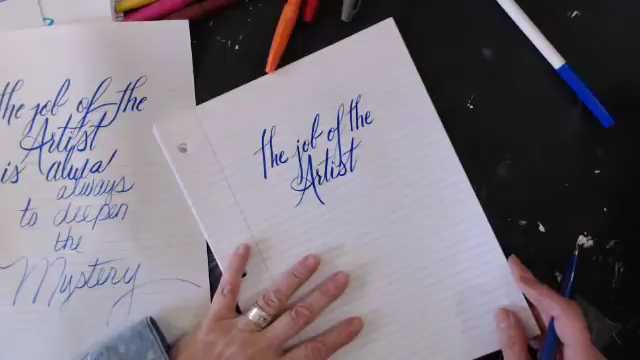 the job of the
Artist
is alwa
always
to deepen
the
Mystery
the job of the
Artist